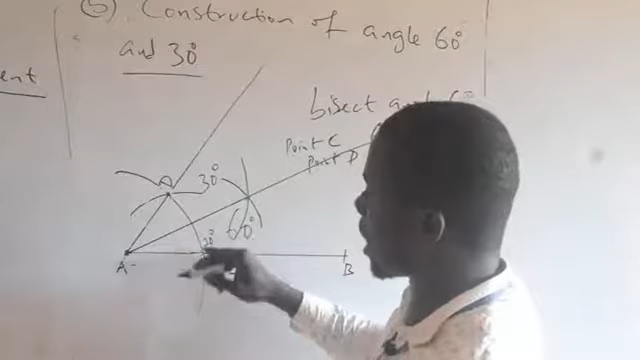 (b) Construction of angle 60°
and 30°
ent
bisect
Point C
Point D
30°
60°
30°
A
B